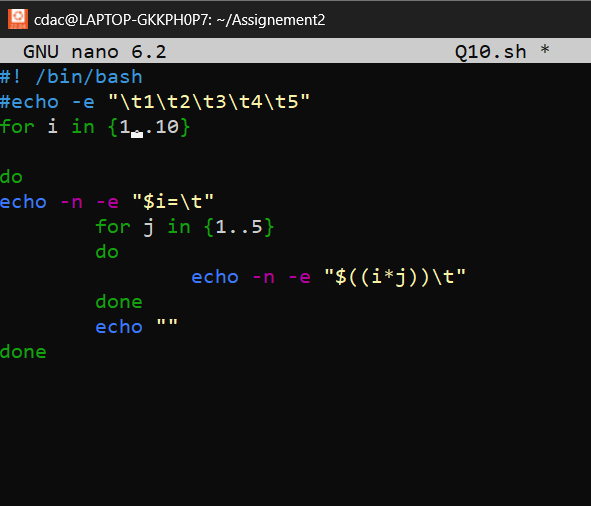 cdac@LAPTOP-GKKPH0P7: ~/Assignement2
GNU nano 6.2 Q10.sh *
#! /bin/bash
#echo -e "\t1\t2\t3\t4\t5"
for i in {1..10}
do
echo -n -e "$i=\t"
for j in {1..5}
do
echo -n -e "$((i*j))\t"
done
echo ""
done